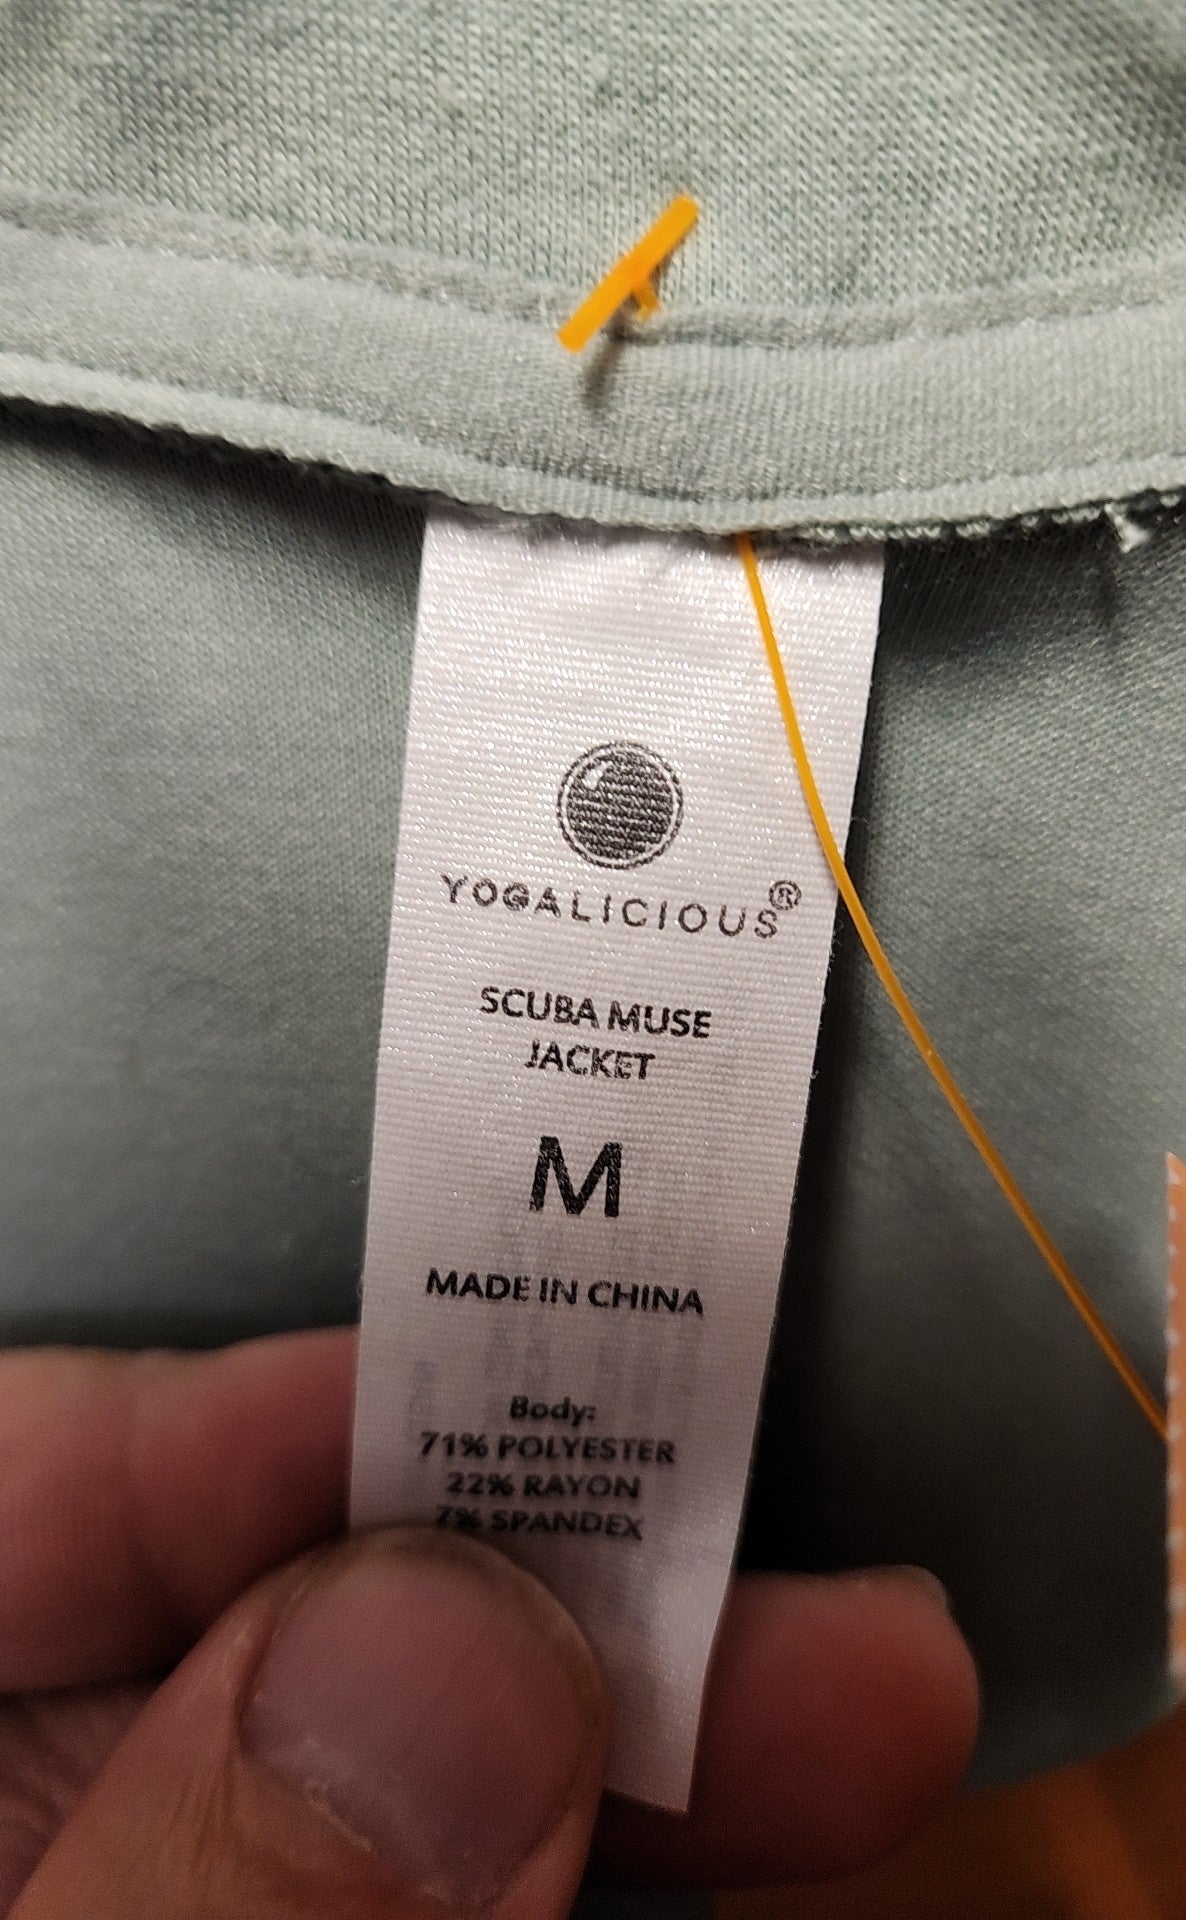 YOGALICIOUS®
SCUBA MUSE
JACKET
M
MADE IN CHINA
Body:
71% POLYESTER
22% RAYON
7% SPANDEX